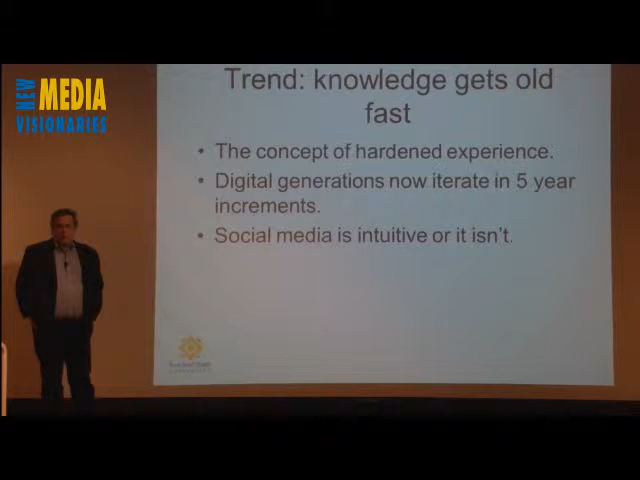 NEW
MEDIA
VISIONARIES
Trend: knowledge gets old
fast
• The concept of hardened experience.
• Digital generations now iterate in 5 year
increments.
• Social media is intuitive or it isn't.